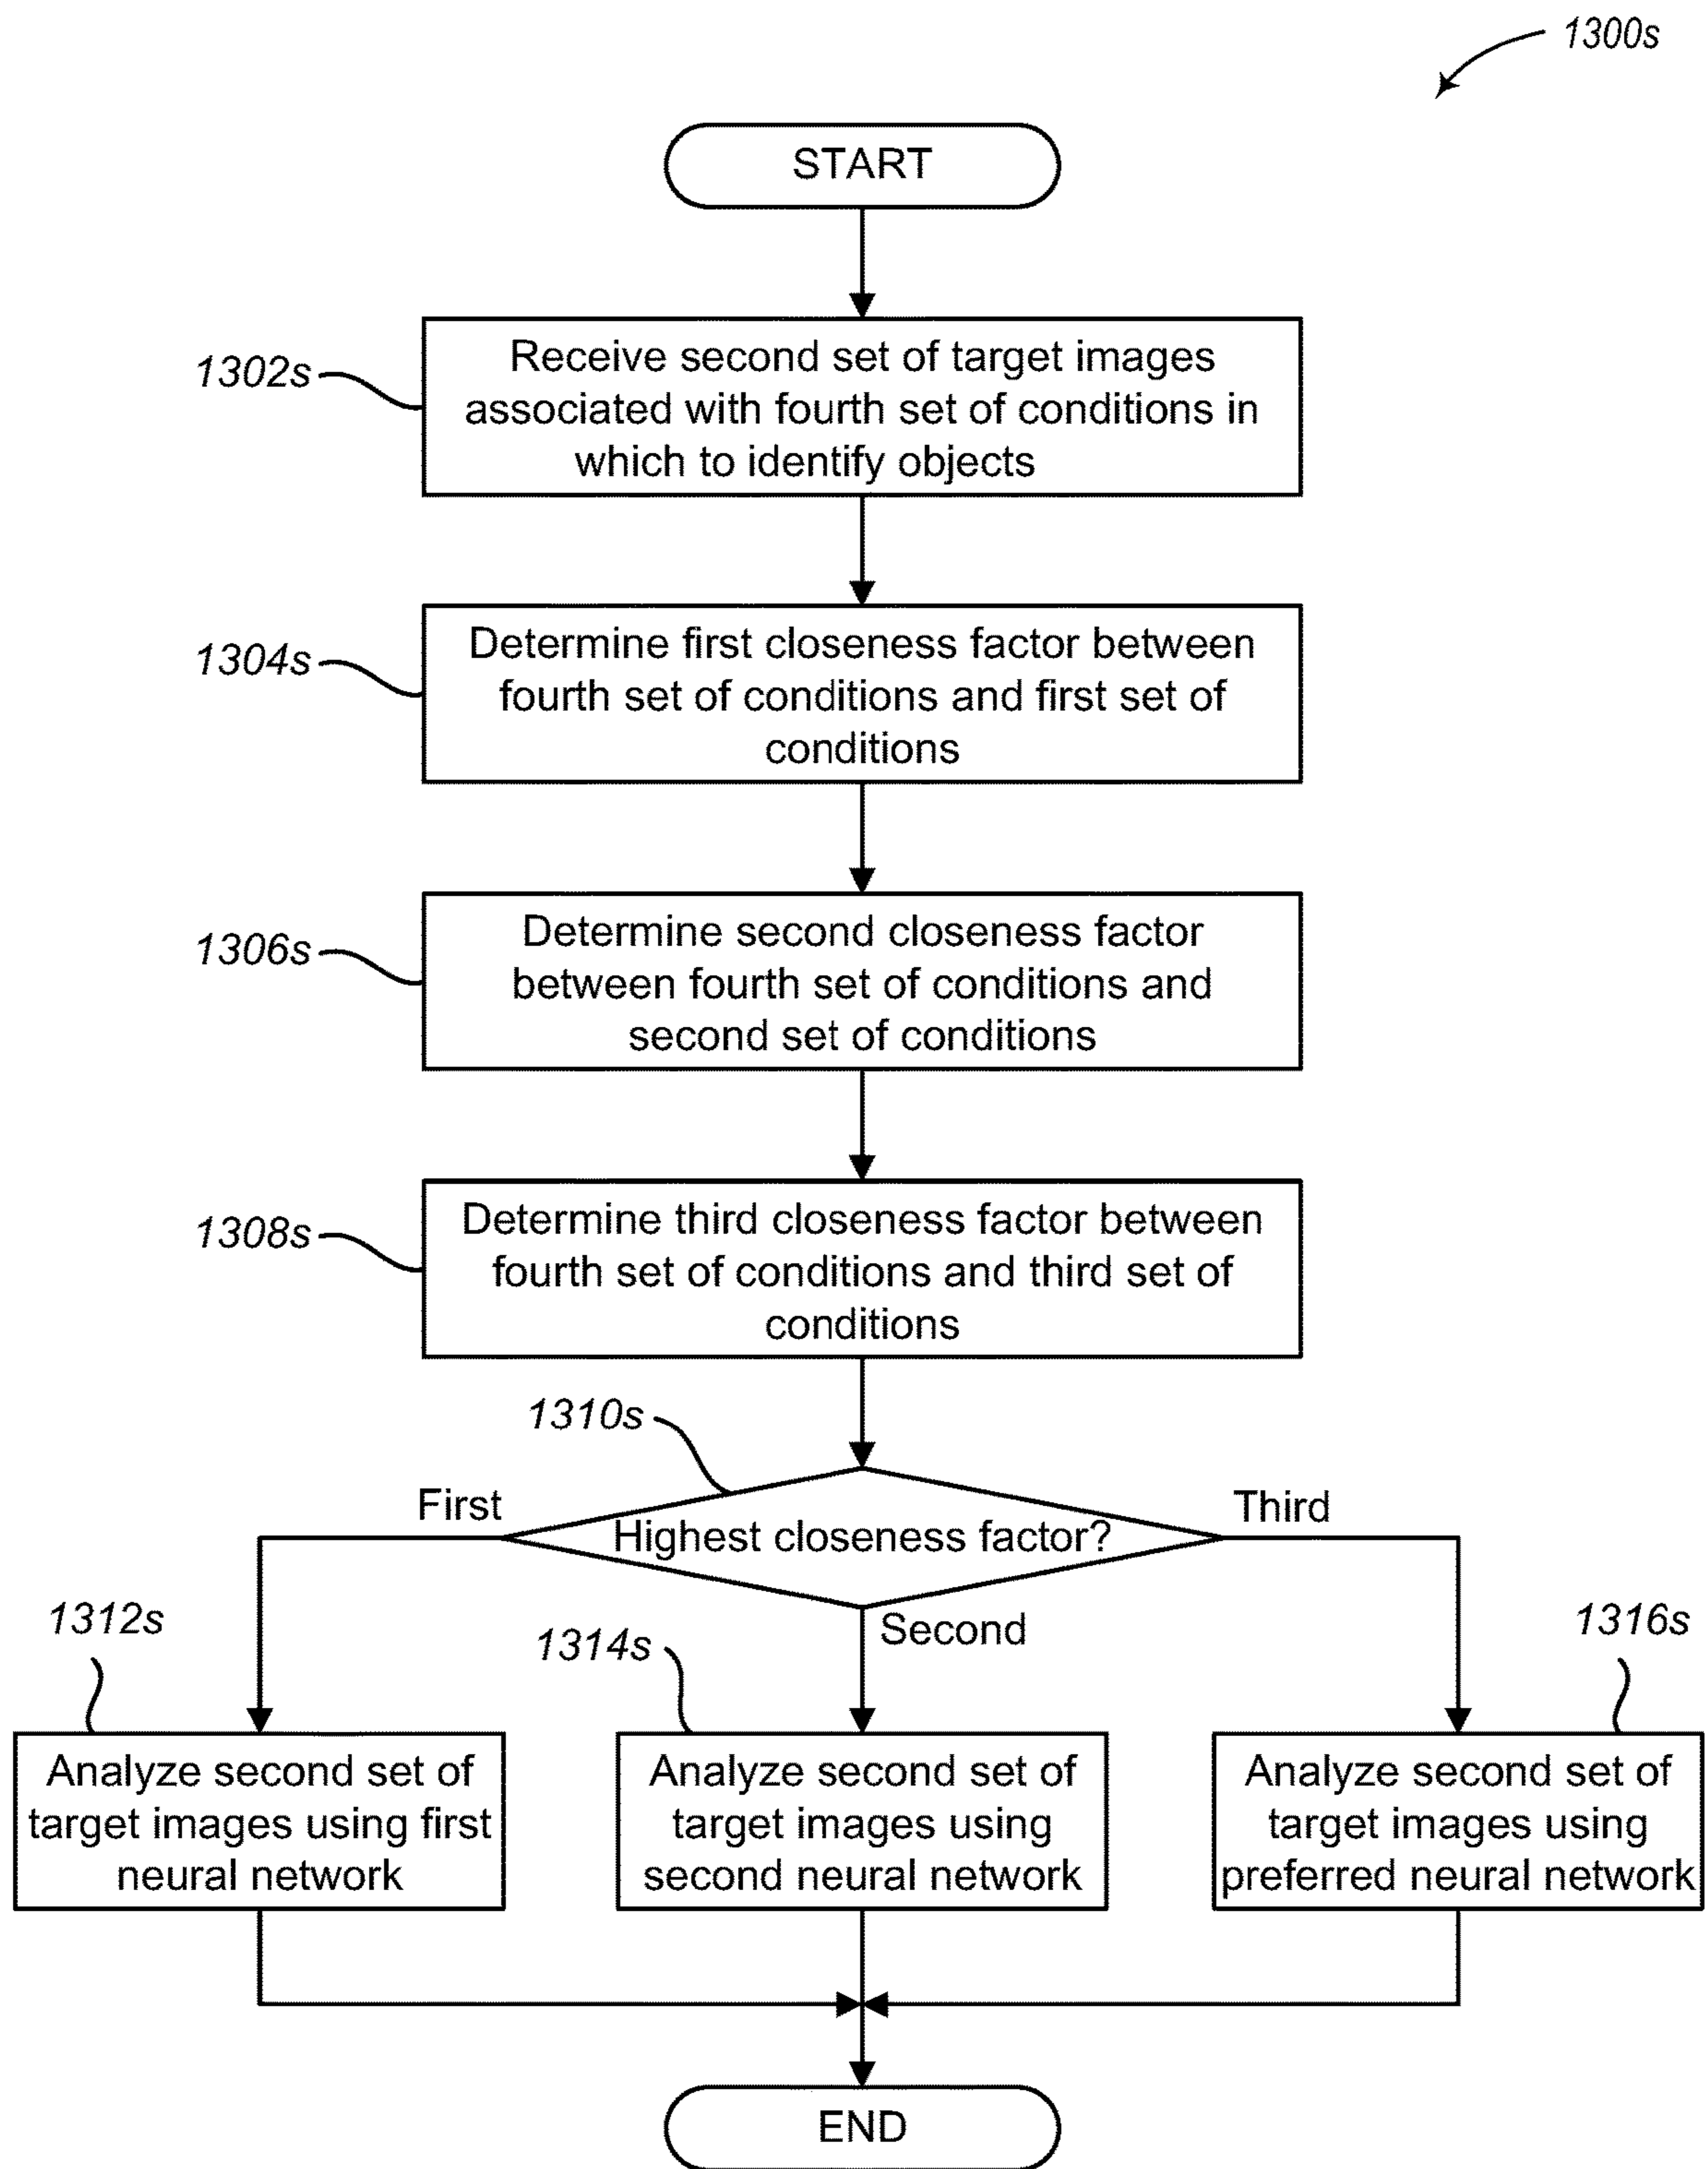 1300s
START
1302s
Receive second set of target images
associated with fourth set of conditions in
which to identify objects
1304s
Determine first closeness factor between
fourth set of conditions and first set of
conditions
1306s
Determine second closeness factor
between fourth set of conditions and
second set of conditions
1308s
Determine third closeness factor between
fourth set of conditions and third set of
conditions
1310s
First
Highest closeness factor?
Third
Second
1312s
Analyze second set of
target images using first
neural network
1314s
Analyze second set of
target images using
second neural network
1316s
Analyze second set of
target images using
preferred neural network
END